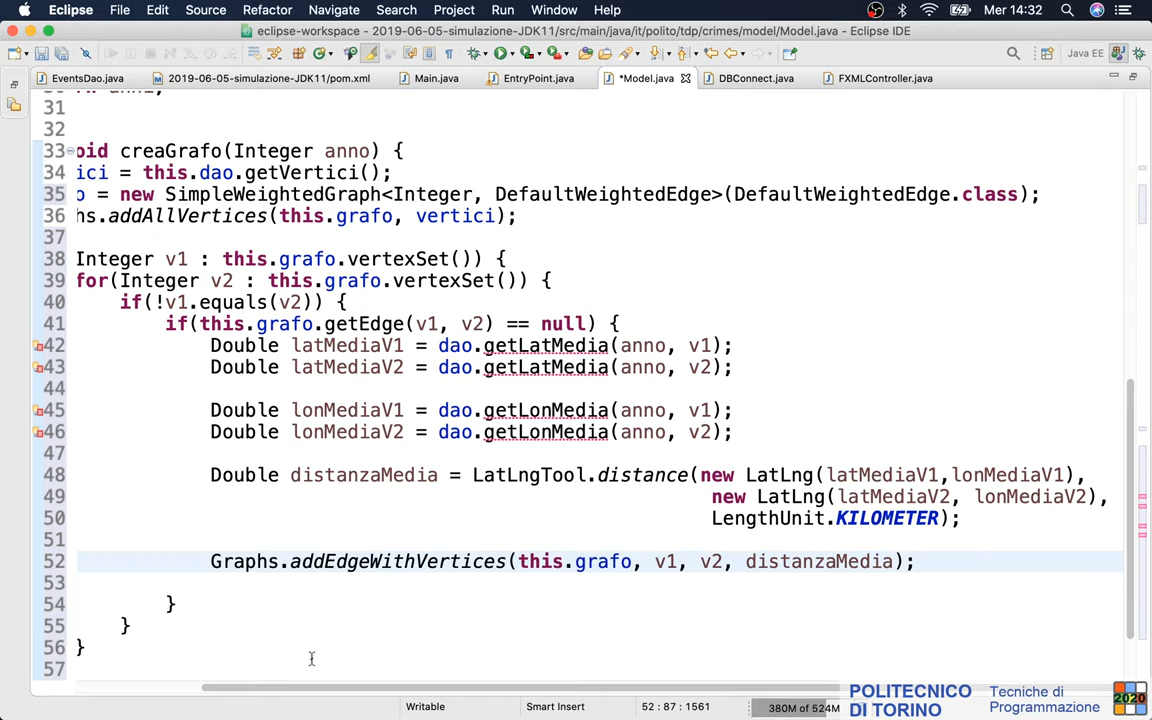 Eclipse File Edit Source Refactor Navigate Search Project Run Window Help Mer 14:32
eclipse-workspace - 2019-06-05-simulazione-JDK11/src/main/java/it/polito/tdp/crimes/model/Model.java - Eclipse IDE
Java EE
EventsDao.java 2019-06-05-simulazione-JDK11/pom.xml Main.java EntryPoint.java *Model.java DBConnect.java FXMLController.java
31
32
33 oid creaGrafo(Integer anno) {
34 ici = this.dao.getVertici();
35 o = new SimpleWeightedGraph<Integer, DefaultWeightedEdge>(DefaultWeightedEdge.class);
36 hs.addAllVertices(this.grafo, vertici);
37
38 Integer v1 : this.grafo.vertexSet()) {
39 for(Integer v2 : this.grafo.vertexSet()) {
40 if(!v1.equals(v2)) {
41 if(this.grafo.getEdge(v1, v2) == null) {
42 Double latMediaV1 = dao.getLatMedia(anno, v1);
43 Double latMediaV2 = dao.getLatMedia(anno, v2);
44
45 Double lonMediaV1 = dao.getLonMedia(anno, v1);
46 Double lonMediaV2 = dao.getLonMedia(anno, v2);
47
48 Double distanzaMedia = LatLngTool.distance(new LatLng(latMediaV1,lonMediaV1),
49 new LatLng(latMediaV2, lonMediaV2),
50 LengthUnit.KILOMETER);
51
52 Graphs.addEdgeWithVertices(this.grafo, v1, v2, distanzaMedia);
53
54 }
55 }
56 }
57
Writable Smart Insert 52 : 87 : 1561 380M of 524M
POLITECNICO
DI TORINO
Tecniche di
Programmazione
2020